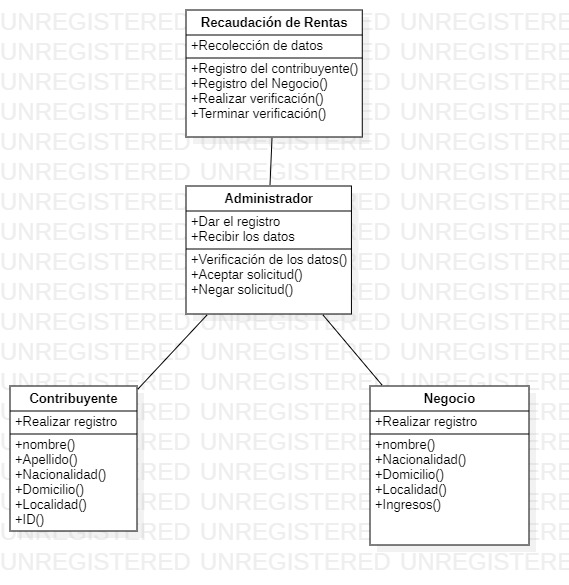 Recaudación de Rentas
+Recolección de datos
+Registro del contribuyente()
+Registro del Negocio()
+Realizar verificación()
+Terminar verificación()
Administrador
+Dar el registro
+Recibir los datos
+Verificación de los datos()
+Aceptar solicitud()
+Negar solicitud()
Contribuyente
+Realizar registro
+nombre()
+Apellido()
+Nacionalidad()
+Domicilio()
+Localidad()
+ID()
Negocio
+Realizar registro
+nombre()
+Nacionalidad()
+Domicilio()
+Localidad()
+Ingresos()
UNREGISTERED